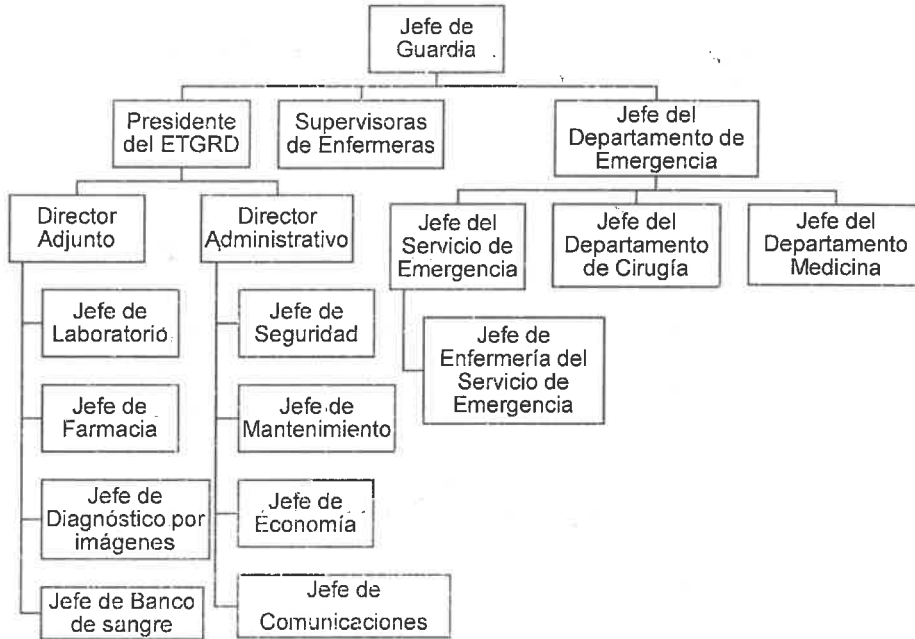 Jefe de
Guardia
Presidente
del ETGRD
Supervisoras
de Enfermeras
Jefe del
Departamento de
Emergencia
Director
Adjunto
Director
Administrativo
Jefe del
Servicio de
Emergencia
Jefe del
Departamento
de Cirugía
Jefe del
Departamento
Medicina
Jefe de
Laboratorio
Jefe de
Seguridad
Jefe de
Enfermería del
Servicio de
Emergencia
Jefe de
Farmacia
Jefe de
Mantenimiento
Jefe de
Diagnóstico por
imágenes
Jefe de
Economía
Jefe de Banco
de sangre
Jefe de
Comunicaciones